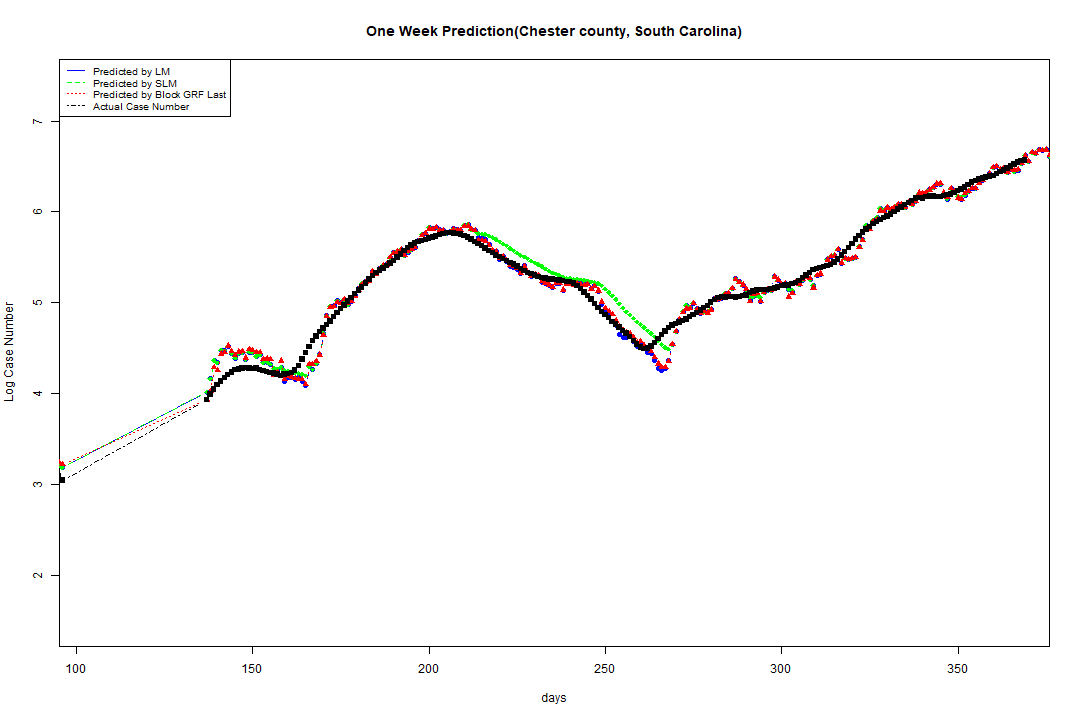 One Week Prediction(Chester county, South Carolina)
Predicted by LM
Predicted by SLM
Predicted by Block GRF Last
Actual Case Number
7
6
5
4
3
2
Log Case Number
100 150 200 250 300 350
days